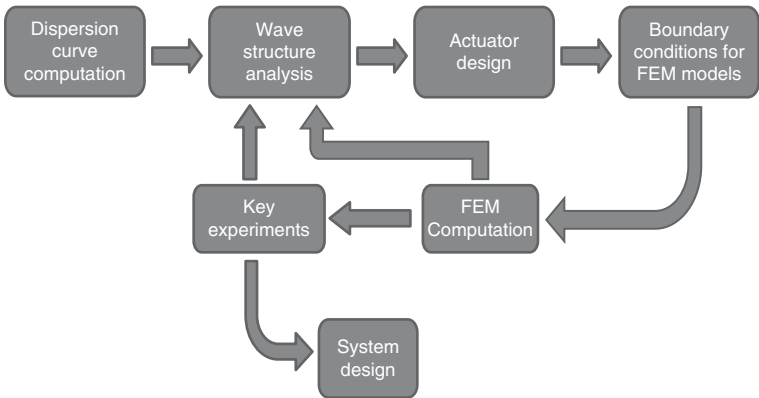 Dispersion
curve
computation
Wave
structure
analysis
Actuator
design
Boundary
conditions for
FEM models
Key
experiments
FEM
Computation
System
design